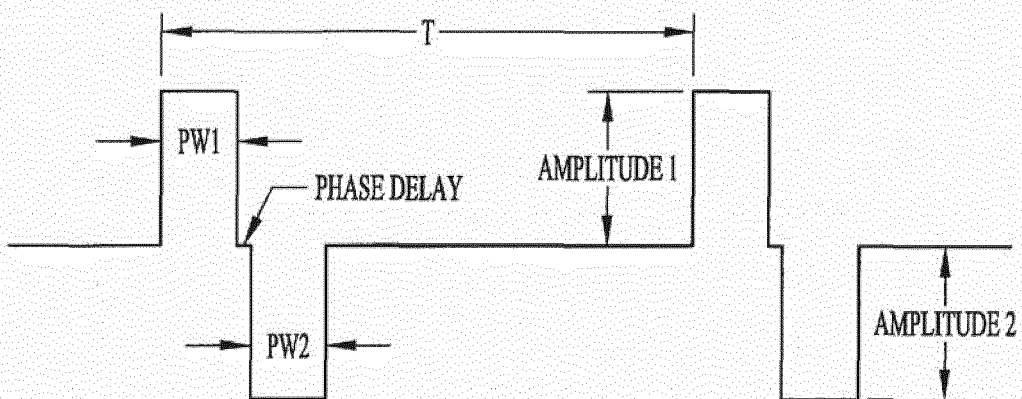 T
PW1
AMPLITUDE 1
PHASE DELAY
PW2
AMPLITUDE 2